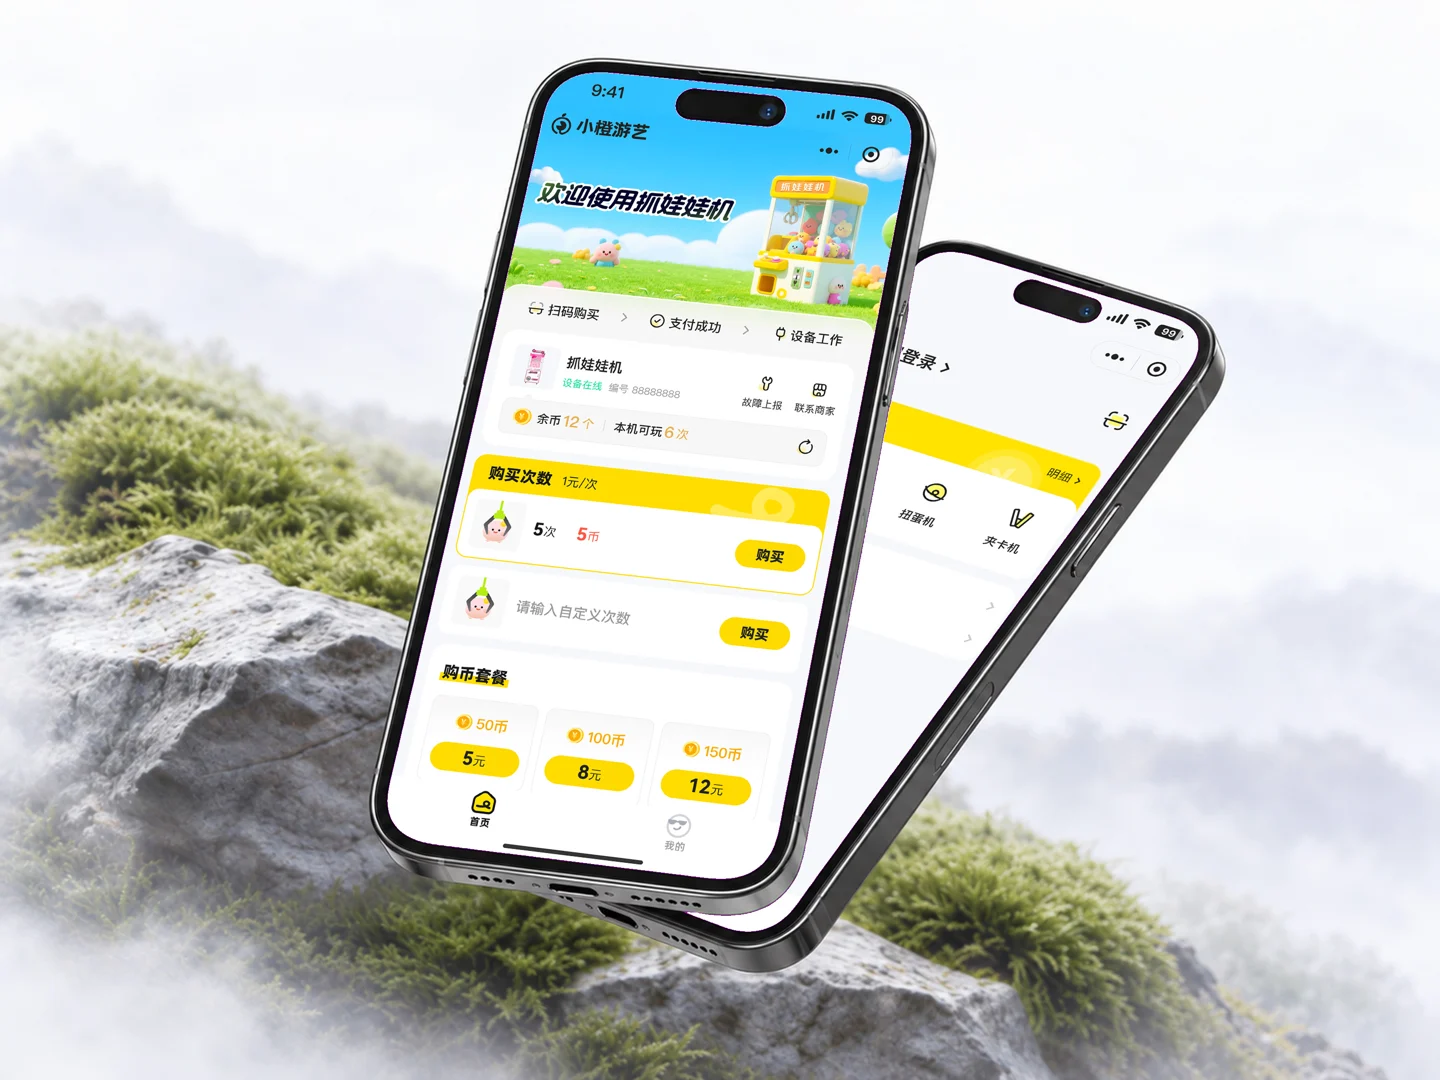 9:41
99
小橙游艺
欢迎使用抓娃娃机
抓娃娃机
扫码购买
支付成功
设备工作
抓娃娃机
设备在线 编号 88888888
故障上报
联系商家
余币12个
本机可玩6次
购买次数 1元/次
5次 5币
购买
请输入自定义次数
购买
购币套餐
50币
5元
100币
8元
150币
12元
首页
我的
99
登录
明细
扭蛋机
夹卡机